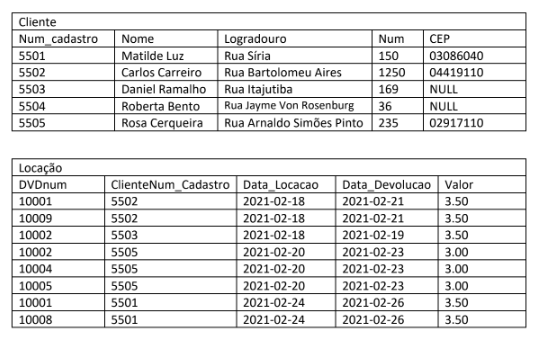 Cliente
Num_cadastro Nome Logradouro Num CEP
5501 Matilde Luz Rua Síria 150 03086040
5502 Carlos Carreiro Rua Bartolomeu Aires 1250 04419110
5503 Daniel Ramalho Rua Itajutiba 169 NULL
5504 Roberta Bento Rua Jayme Von Rosenburg 36 NULL
5505 Rosa Cerqueira Rua Arnaldo Simões Pinto 235 02917110
Locação
DVDnum ClienteNum_Cadastro Data_Locacao Data_Devolucao Valor
10001 5502 2021-02-18 2021-02-21 3.50
10009 5502 2021-02-18 2021-02-21 3.50
10002 5503 2021-02-18 2021-02-19 3.50
10002 5505 2021-02-20 2021-02-23 3.00
10004 5505 2021-02-20 2021-02-23 3.00
10005 5505 2021-02-20 2021-02-23 3.00
10001 5501 2021-02-24 2021-02-26 3.50
10008 5501 2021-02-24 2021-02-26 3.50